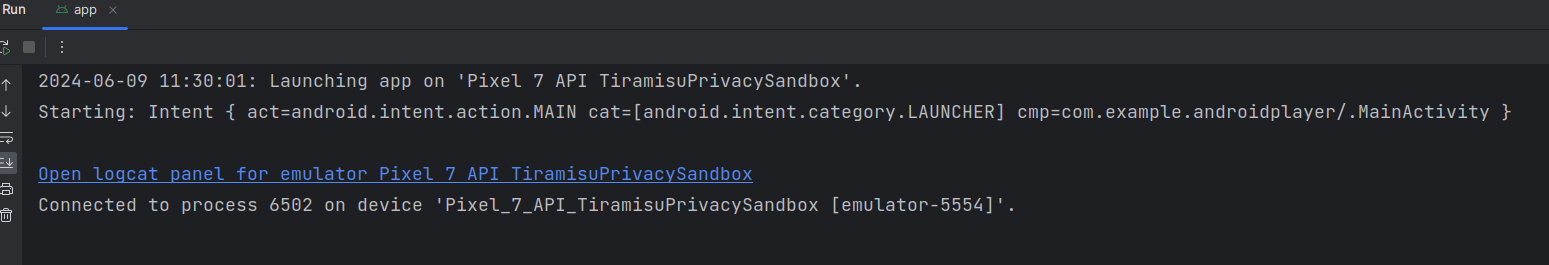 Run app
2024-06-09 11:30:01: Launching app on 'Pixel 7 API TiramisuPrivacySandbox'.
Starting: Intent { act=android.intent.action.MAIN cat=[android.intent.category.LAUNCHER] cmp=com.example.androidplayer/.MainActivity }
Open logcat panel for emulator Pixel 7 API TiramisuPrivacySandbox
Connected to process 6502 on device 'Pixel_7_API_TiramisuPrivacySandbox [emulator-5554]'.